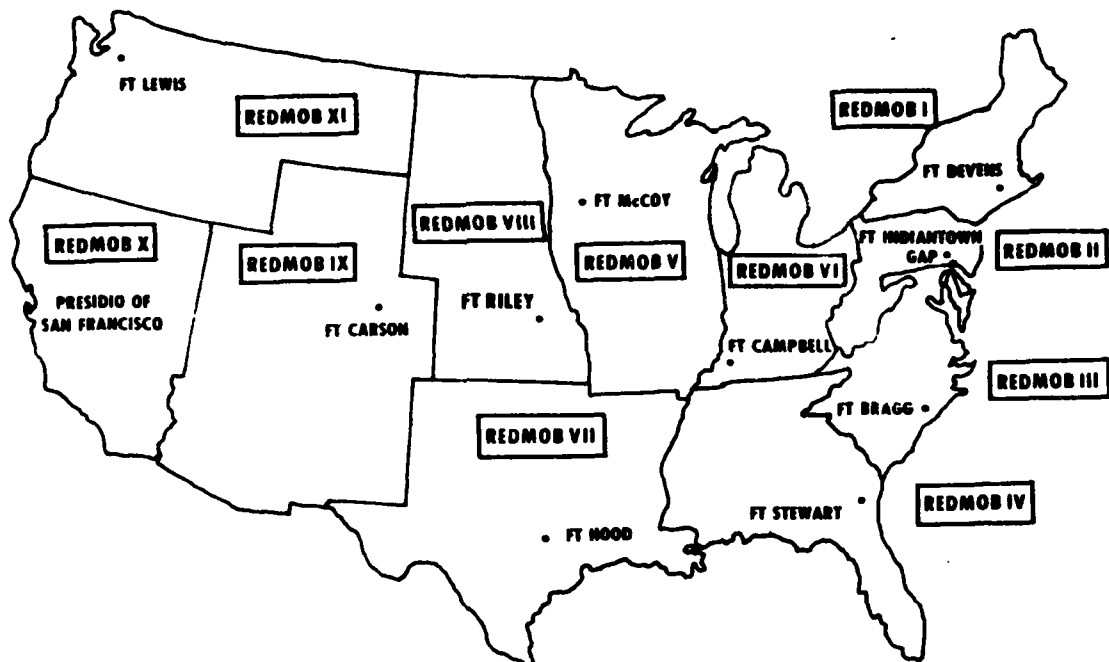 FT LEWIS
REDMOB XI
REDMOB I
FT DEVENS
FT McCOY
REDMOB VIII
REDMOB X
REDMOB IX
REDMOB V
REDMOB VI
FT INDIANTOWN
GAP
REDMOB II
PRESIDIO OF
SAN FRANCISCO
FT CARSON
FT RILEY
FT CAMPBELL
REDMOB III
FT BRAGG
REDMOB VII
REDMOB IV
FT STEWART
FT HOOD